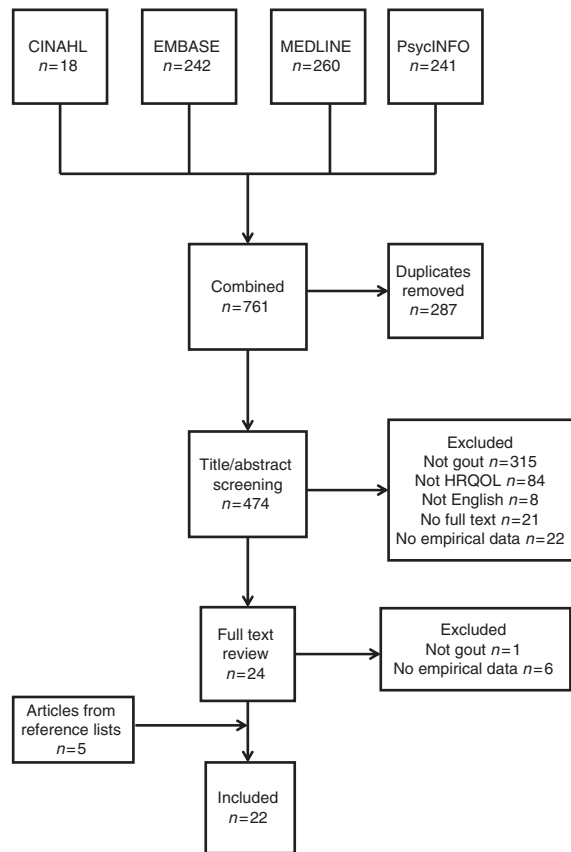 CINAHL
n=18
EMBASE
n=242
MEDLINE
n=260
PsycINFO
n=241
Combined
n=761
Duplicates
removed
n=287
Title/abstract
screening
n=474
Excluded
Not gout n=315
Not HRQOL n=84
Not English n=8
No full text n=21
No empirical data n=22
Full text
review
n=24
Excluded
Not gout n=1
No empirical data n=6
Articles from
reference lists
n=5
Included
n=22